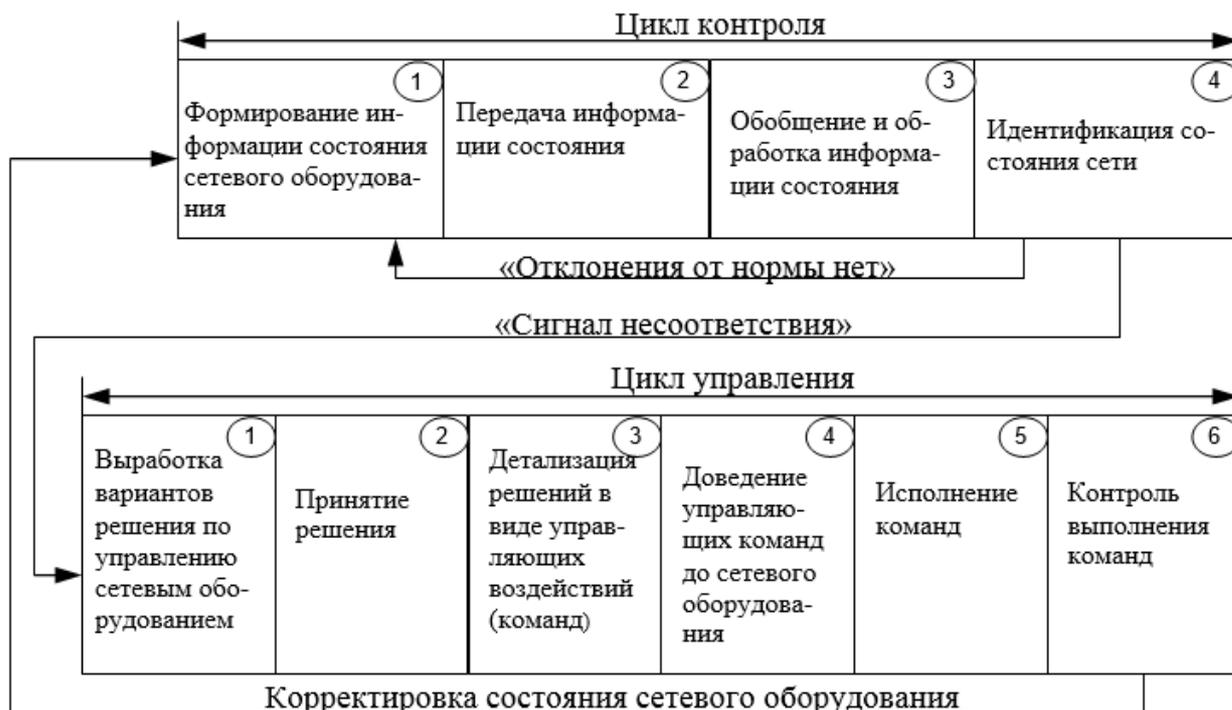 Цикл контроля
1
Формирование ин-
формации состояния
сетевого оборудова-
ния
2
Передача информа-
ции состояния
3
Обобщение и об-
работка информа-
ции состояния
4
Идентификация со-
стояния сети
«Отклонения от нормы нет»
«Сигнал несоответствия»
Цикл управления
1
Выработка
вариантов
решения по
управлению
сетевым обо-
рудованием
2
Принятие
решения
3
Детализация
решений в
виде управ-
ляющих
воздействий
(команд)
4
Доведение
управляю-
щих команд
до сетевого
оборудова-
ния
5
Исполнение
команд
6
Контроль
выполнения
команд
Корректировка состояния сетевого оборудования